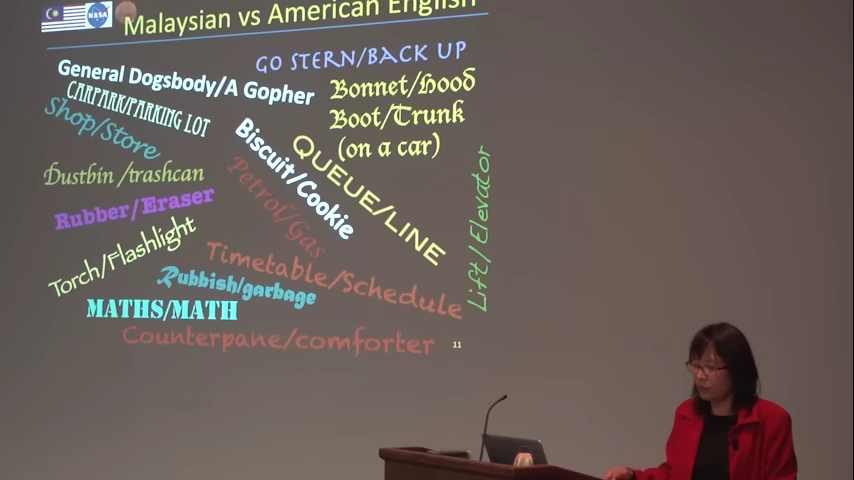 NASA
Malaysian vs American English
GO STERN/BACK UP
General Dogsbody/A Gopher
Bonnet/Hood
CARPARK/PARKING LOT
Boot/Trunk
Shop/Store
(on a car)
Biscuit/Cookie
QUEUE/LINE
Dustbin /trashcan
Petrol/Gas
Lift/Elevator
Rubber/Eraser
Torch/Flashlight
Timetable/Schedule
Rubbish/garbage
MATHS/MATH
Counterpane/comforter
11